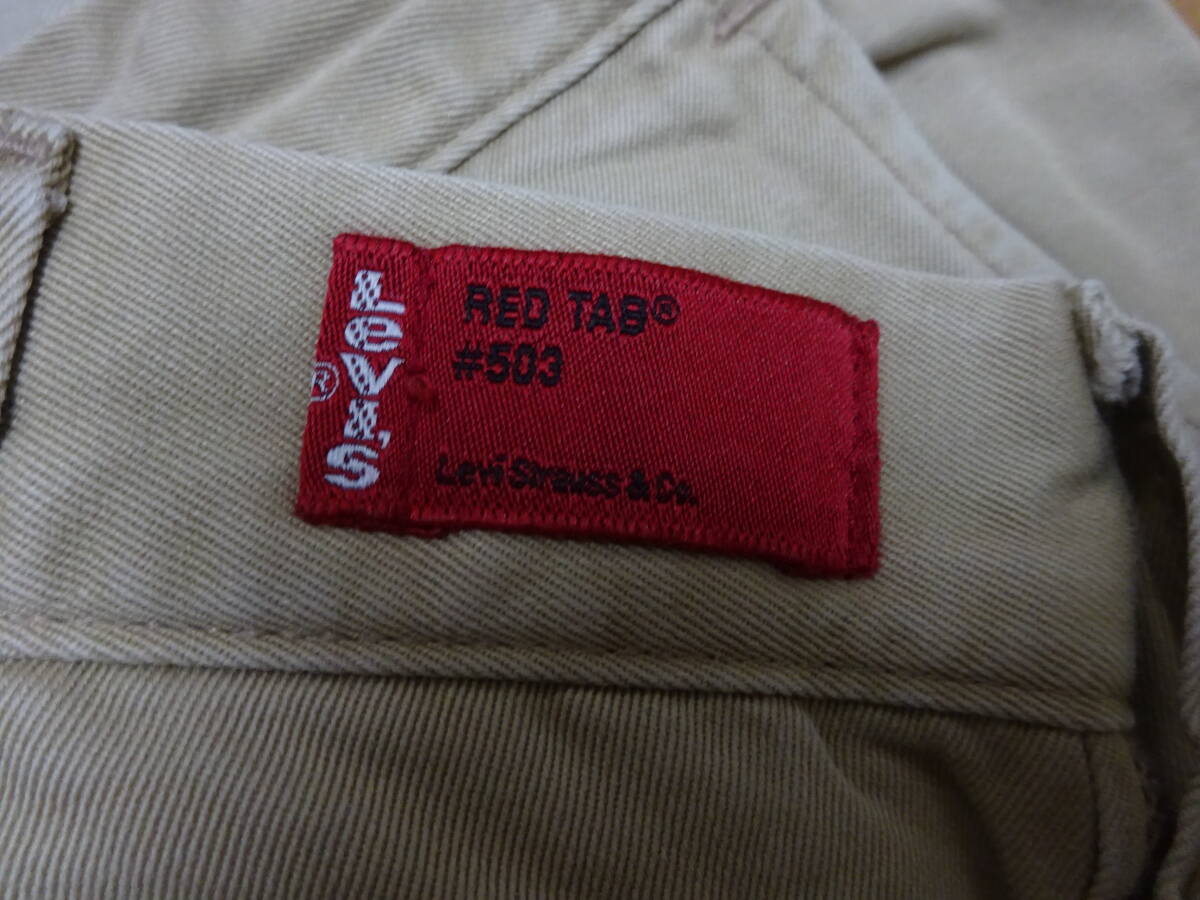 Levi's
®
RED TAB®
#503
Levi Strauss & Co.